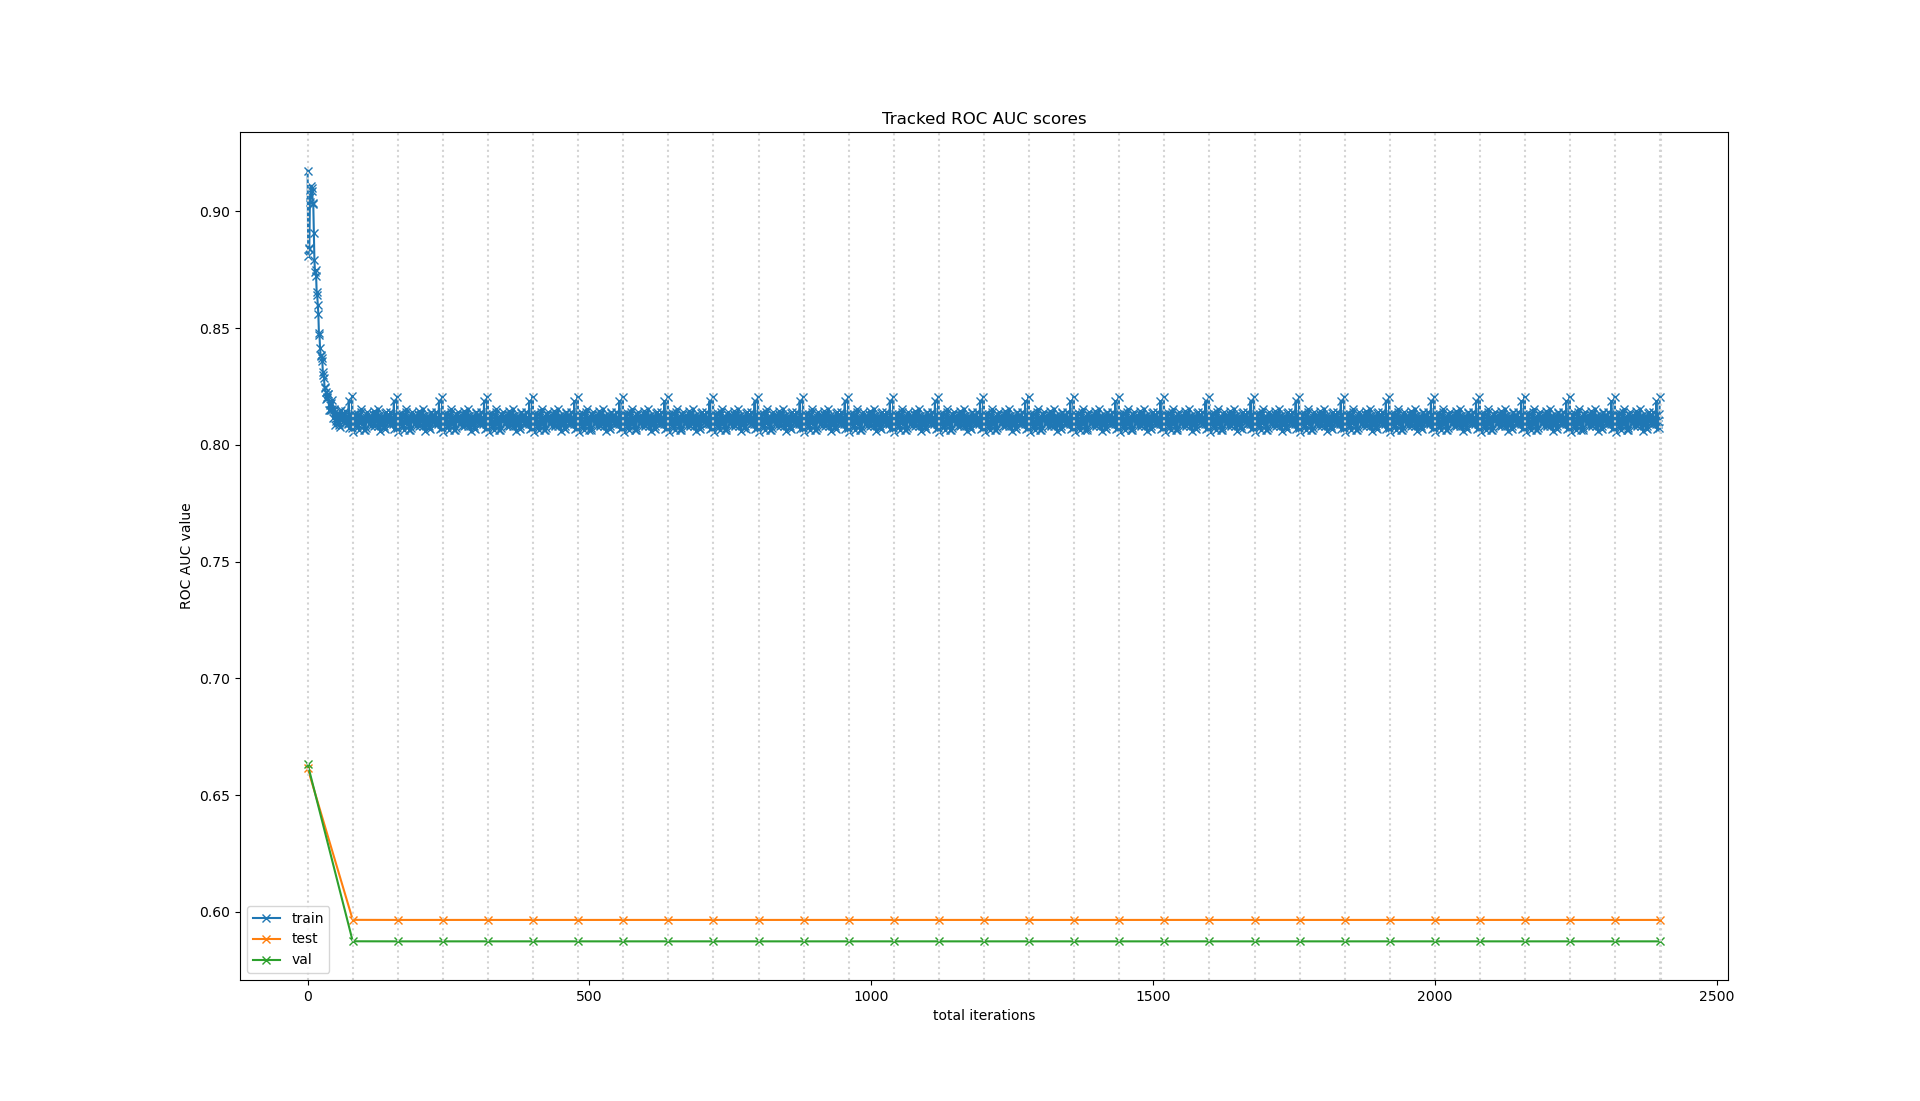 Tracked ROC AUC scores
ROC AUC value
0.90
0.85
0.80
0.75
0.70
0.65
0.60
train
test
val
0
500
1000
1500
2000
2500
total iterations